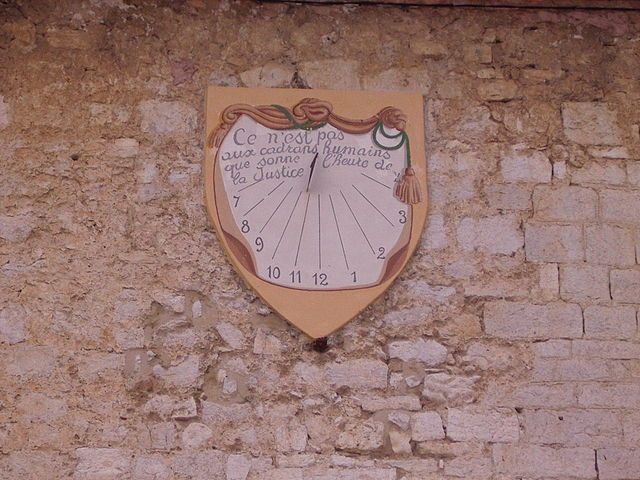 Ce n'est pas
aux cadrans humains
que sonne l'heure de
la Justice
7
8
9
10 11 12 1
2
3